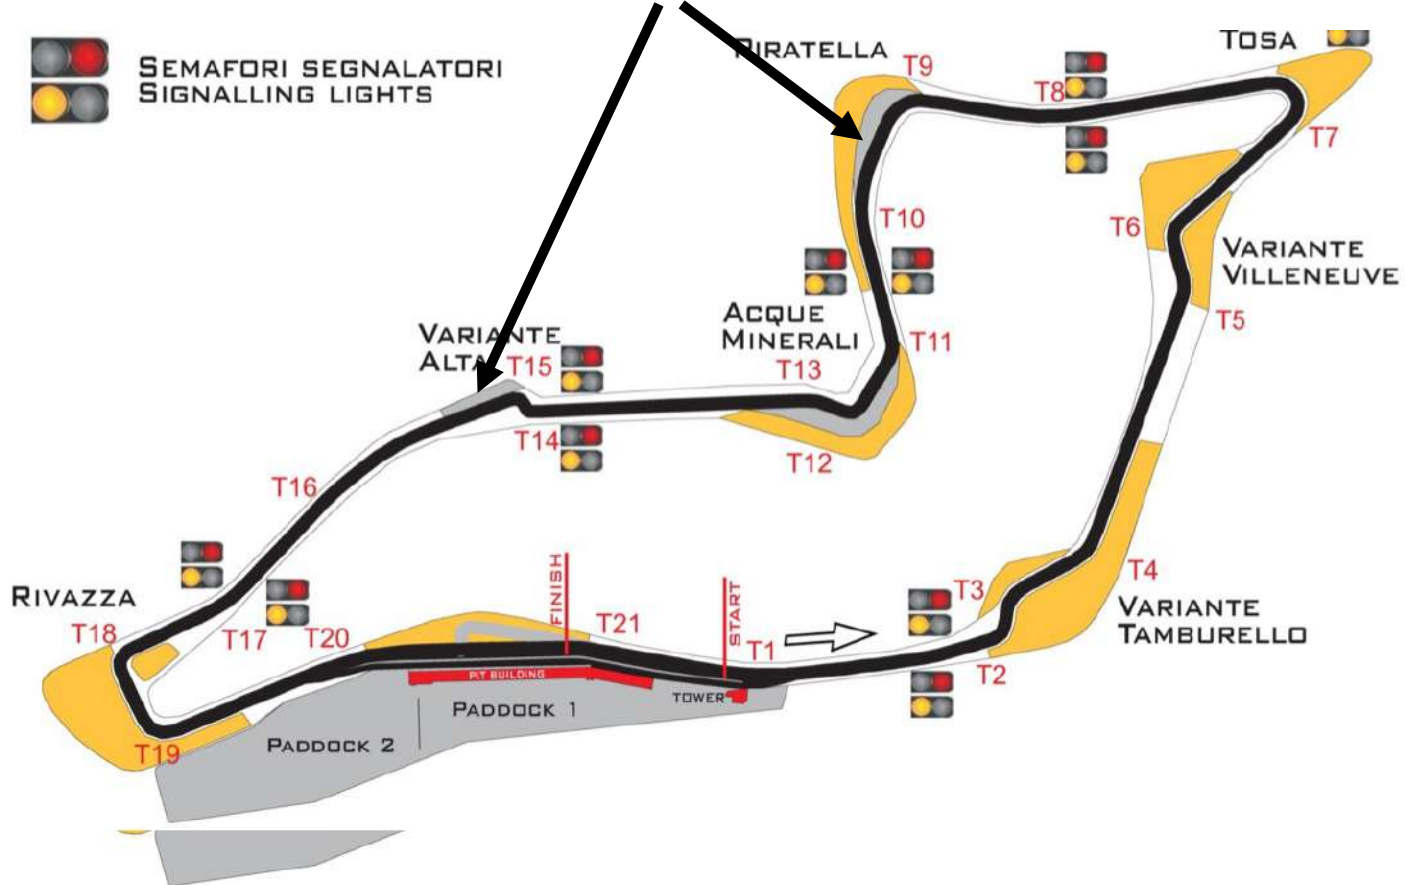 SEMAFORI SEGNALATORI
SIGNALLING LIGHTS
PIRATELLA
TOSA
T9
T8
T7
T10
T6
VARIANTE
VILLENEUVE
T5
ACQUE
MINERALI
T11
T13
VARIANTE
ALTA
T15
T14
T12
T16
RIVAZZA
T18
T17
T20
FINISH
T21
START
T1
T3
T4
VARIANTE
TAMBURELLO
T2
PIT BUILDING
TOWER
PADDOCK 1
PADDOCK 2
T19